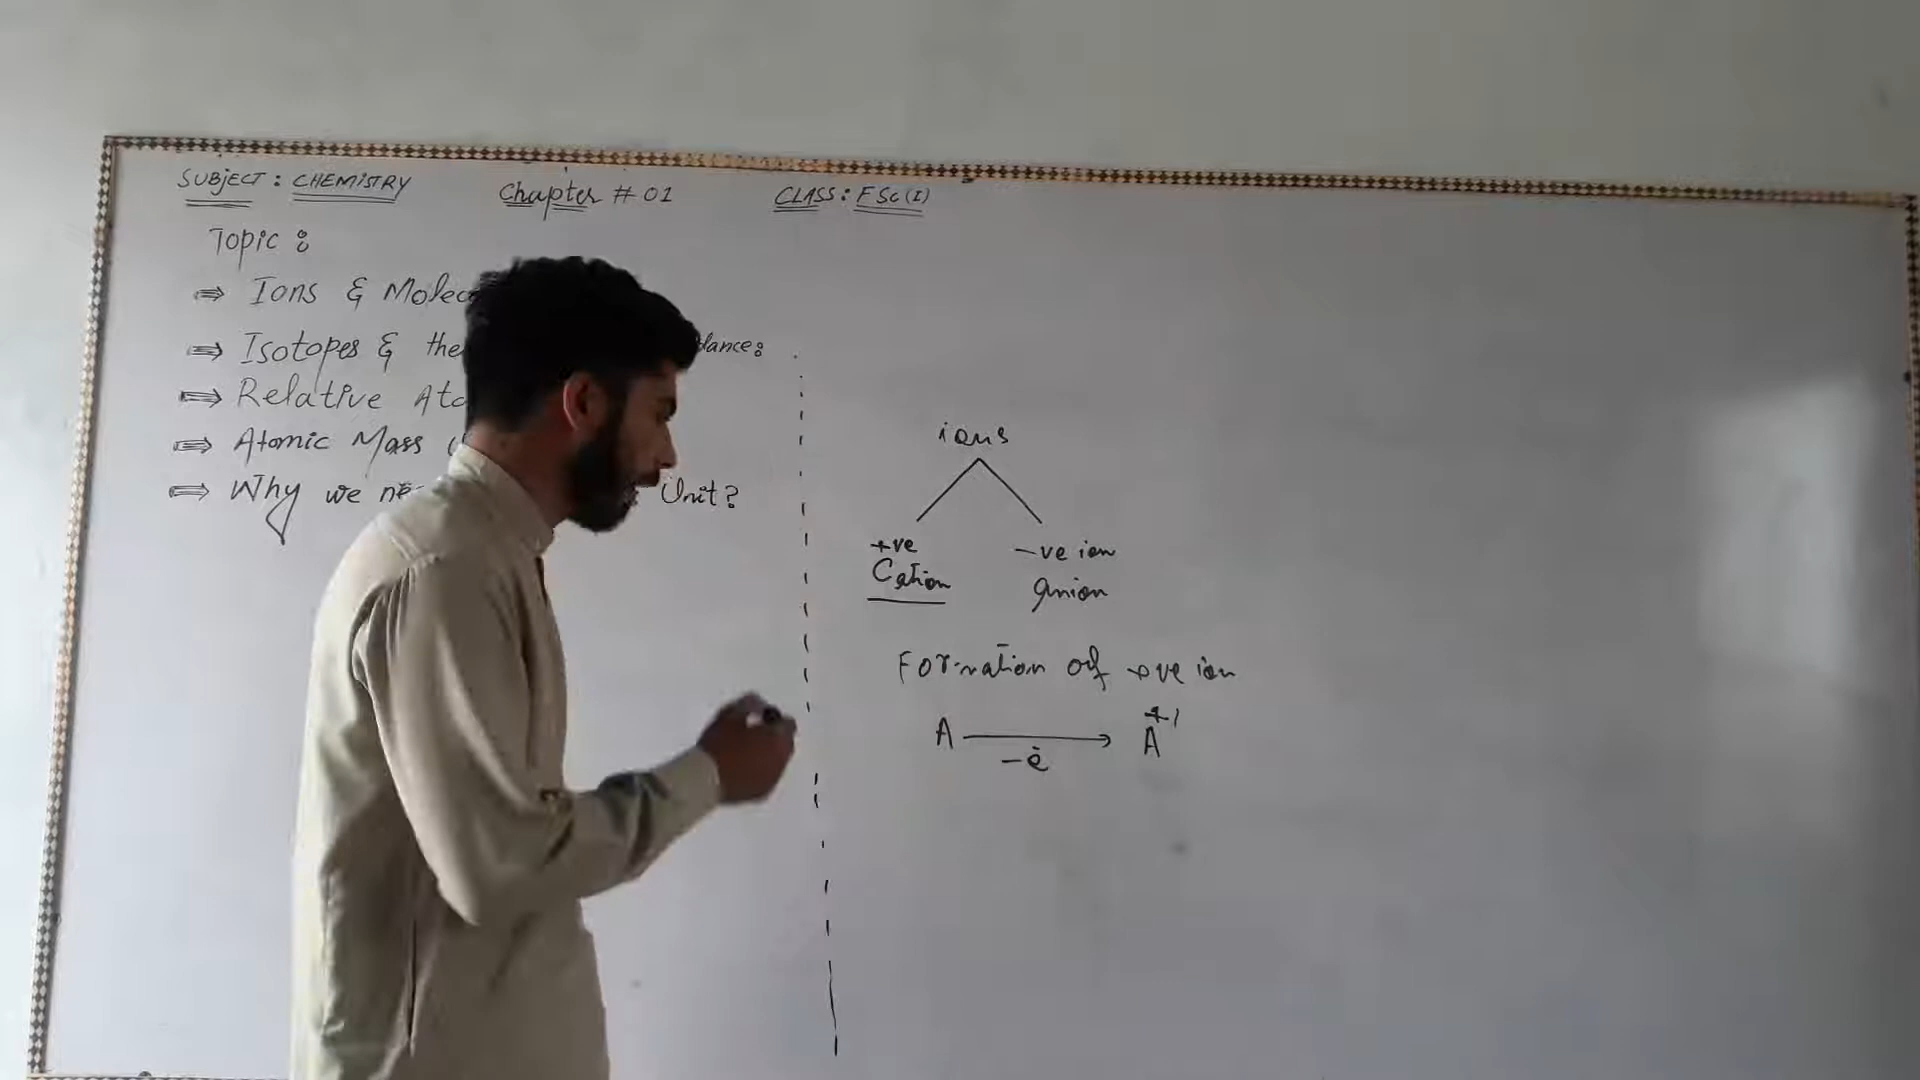 SUBJECT : CHEMISTRY Chapter # 01 CLASS : FSC(I)
Topic :
⇒ Ions & Molec
⇒ Isotopes & the dance:
⇒ Relative Ato
⇒ Atomic Mass
⇒ Why we ne Unit?
ions
+ve -ve ion
Cation anion
Formation of +ve ion
A → A+1
-e